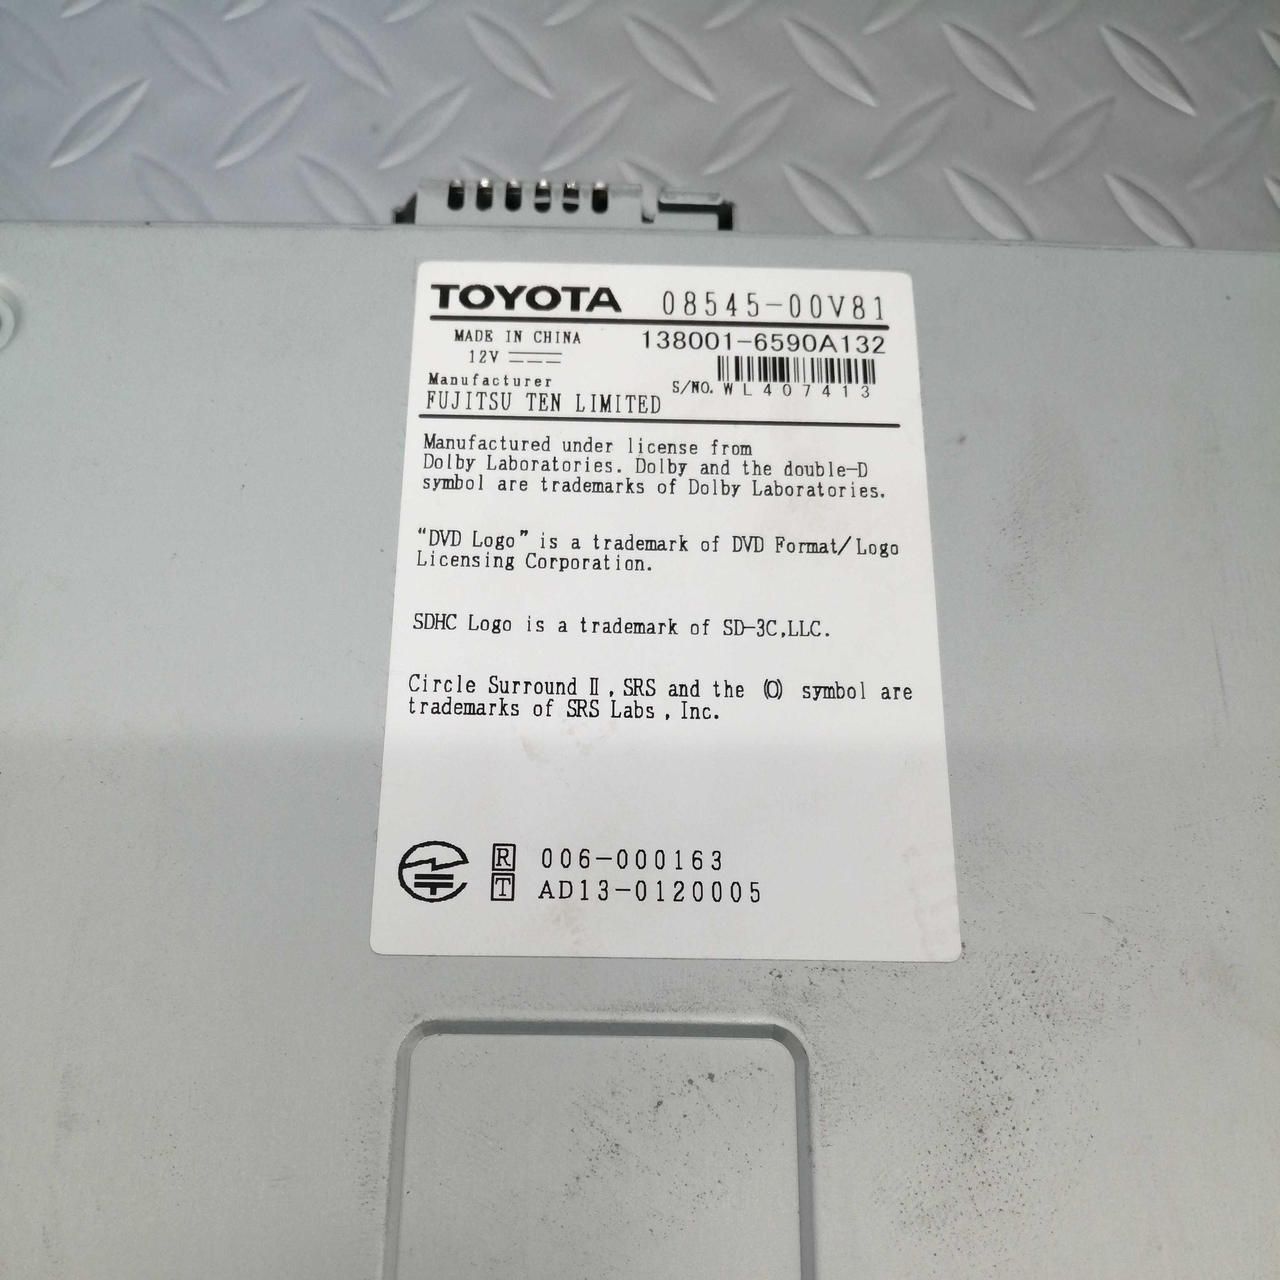 TOYOTA 08545-00V81
MADE IN CHINA 138001-6590A132
12V
Manufacturer S/NO. WL407413
FUJITSU TEN LIMITED
Manufactured under license from
Dolby Laboratories. Dolby and the double-D
symbol are trademarks of Dolby Laboratories.
“DVD Logo” is a trademark of DVD Format/Logo
Licensing Corporation.
SDHC Logo is a trademark of SD-3C,LLC.
Circle Surround Ⅱ, SRS and the (O) symbol are
trademarks of SRS Labs, Inc.
R 006-000163
T AD13-0120005